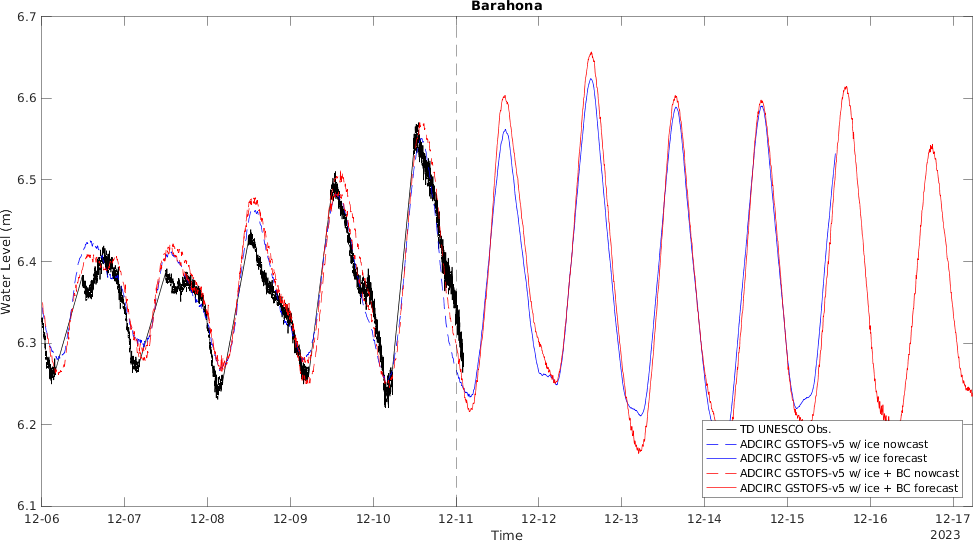 Barahona
6.7
6.6
6.5
6.4
6.3
6.2
6.1
Water Level (m)
TD UNESCO Obs.
ADCIRC GSTOFS-v5 w/ ice nowcast
ADCIRC GSTOFS-v5 w/ ice forecast
ADCIRC GSTOFS-v5 w/ ice + BC nowcast
ADCIRC GSTOFS-v5 w/ ice + BC forecast
12-06 12-07 12-08 12-09 12-10 12-11 12-12 12-13 12-14 12-15 12-16 12-17
Time
2023